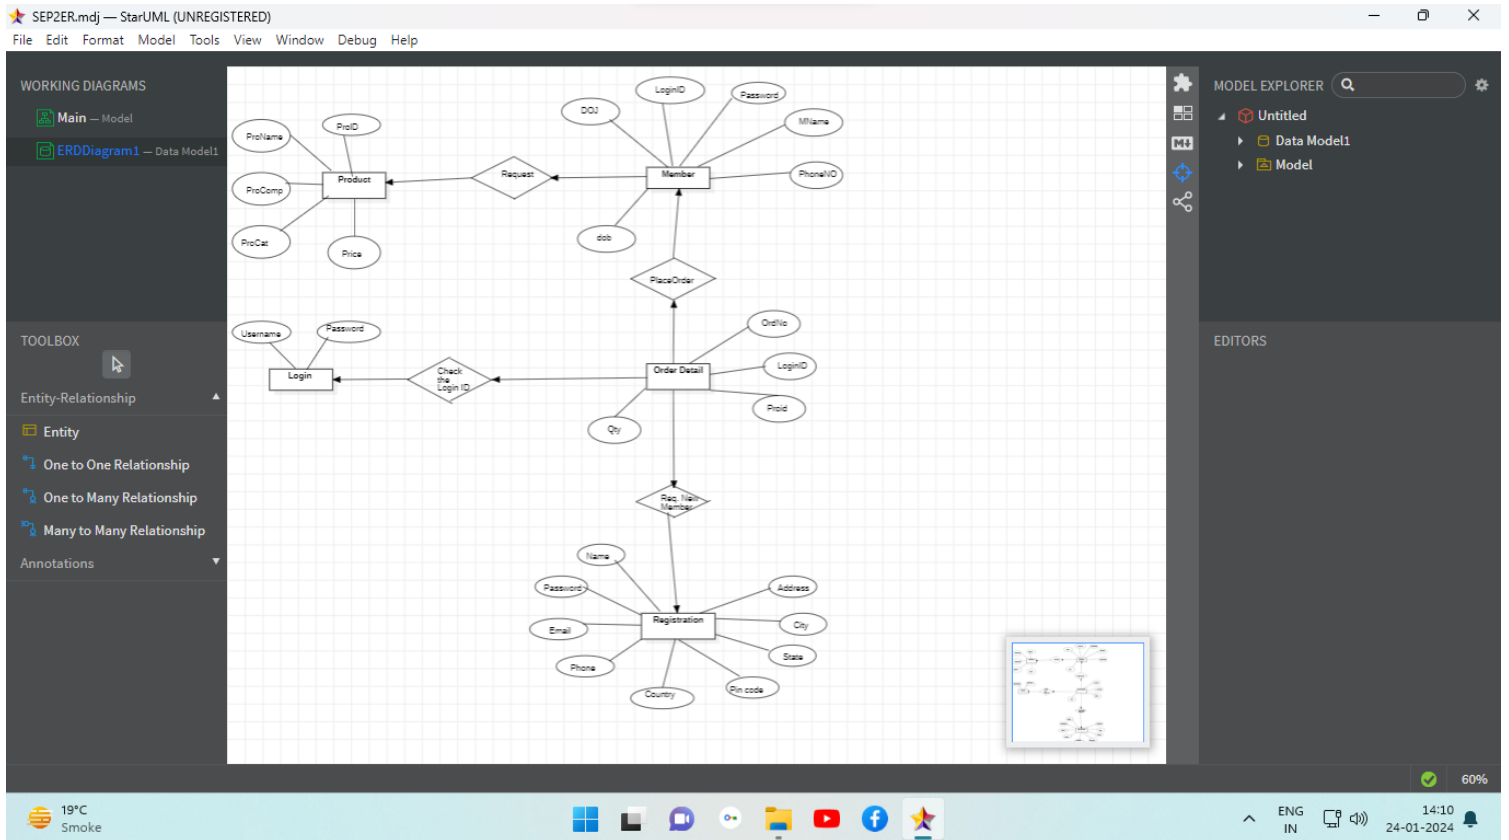 SEP2ER.mdj — StarUML (UNREGISTERED)
File Edit Format Model Tools View Window Debug Help
WORKING DIAGRAMS
Main — Model
ERDDiagram1 — Data Model1
TOOLBOX
Entity-Relationship
Entity
One to One Relationship
One to Many Relationship
Many to Many Relationship
Annotations
ProName
ProID
ProComp
Product
ProCat
Price
Request
DOJ
LoginID
Password
MName
Member
PhoneNO
dob
PlaceOrder
Username
Password
Login
Check
the
Login ID
OrdNo
Order Detail
LoginID
Proid
Qty
Req. New
Member
Name
Password
Address
Registration
Email
City
Phone
State
Country
Pin code
MODEL EXPLORER
Untitled
Data Model1
Model
EDITORS
60%
19°C
Smoke
ENG
IN
14:10
24-01-2024